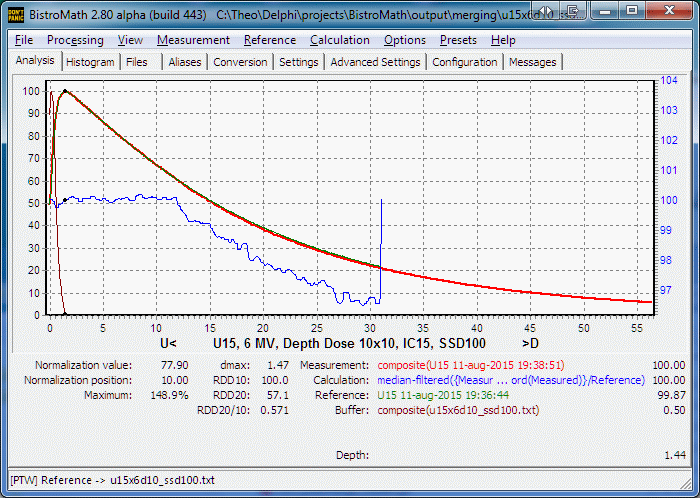 BistroMath 2.80 alpha (build 443) C:\Theo\Delphi\projects\BistroMath\output\merging\u15x6d10_ssd
File Processing View Measurement Reference Calculation Options Presets Help
Analysis Histogram Files Aliases Conversion Settings Advanced Settings Configuration Messages
100 90 80 70 60 50 40 30 20 10 0
104 103 102 101 100 99 98 97
0 5 10 15 20 25 30 35 40 45 50 55
U< U15, 6 MV, Depth Dose 10x10, IC15, SSD100 >D
Normalization value: 77.90 dmax: 1.47 Measurement: composite(U15 11-aug-2015 19:38:51) 100.00
Normalization position: 10.00 RDD10: 100.0 Calculation: median-filtered({Measur ... ord(Measured)}/Reference) 100.00
Maximum: 148.9% RDD20: 57.1 Reference: U15 11-aug-2015 19:36:44 99.87
RDD20/10: 0.571 Buffer: composite(u15x6d10_ssd100.txt) 0.50
Depth: 1.44
[PTW] Reference -> u15x6d10_ssd100.txt